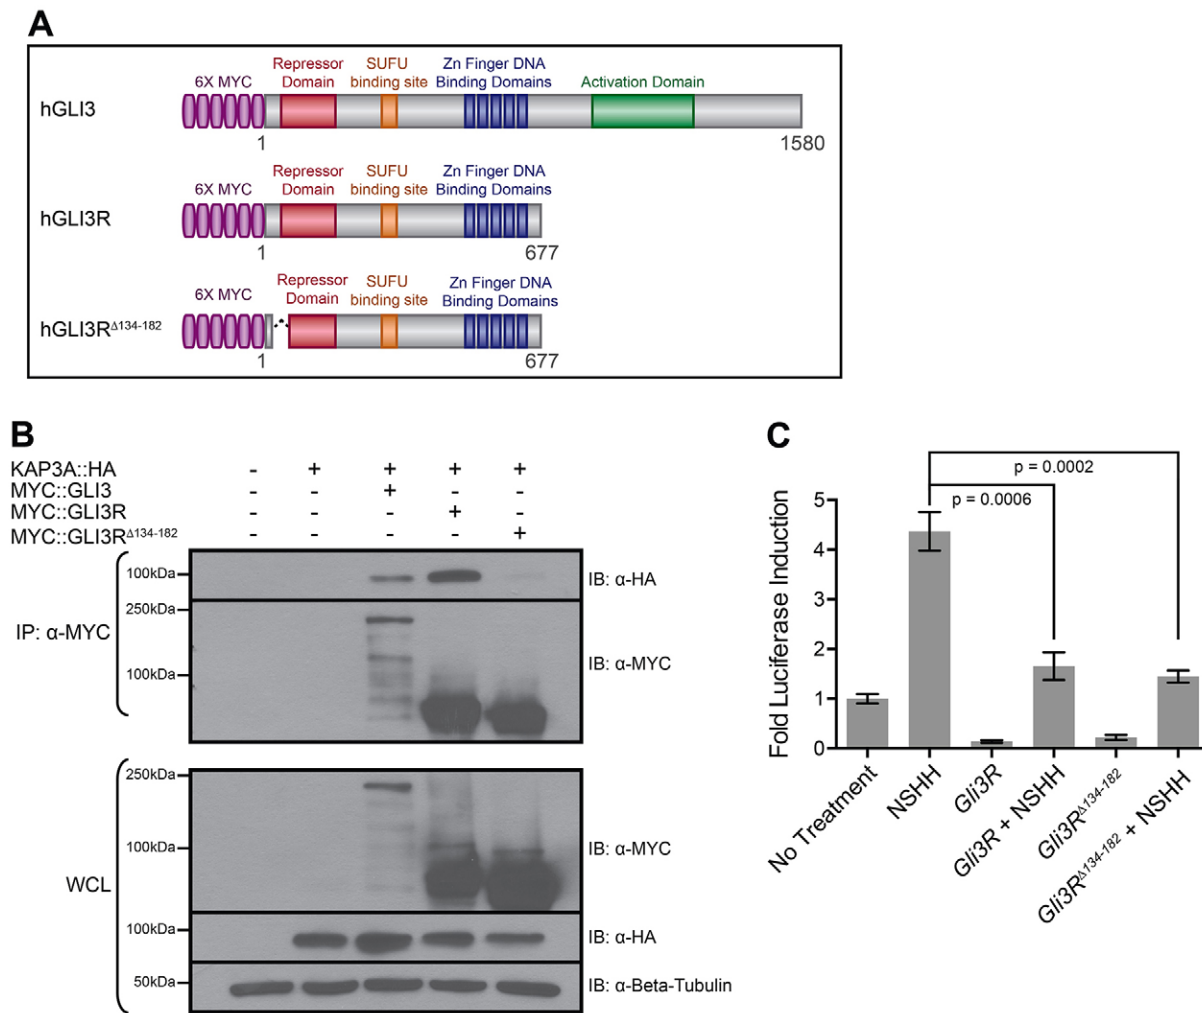 A
hGLI3
6X MYC
Repressor
Domain
SUFU
binding site
Zn Finger DNA
Binding Domains
Activation Domain
1
1580
hGLI3R
6X MYC
Repressor
Domain
SUFU
binding site
Zn Finger DNA
Binding Domains
1
677
hGLI3RΔ134-182
6X MYC
Repressor
Domain
SUFU
binding site
Zn Finger DNA
Binding Domains
1
677
B
KAP3A::HA - + + + +
MYC::GLI3 - - + - -
MYC::GLI3R - - - + -
MYC::GLI3RΔ134-182 - - - - +
IP: α-MYC
100kDa
IB: α-HA
250kDa
100kDa
IB: α-MYC
WCL
250kDa
100kDa
IB: α-MYC
100kDa
IB: α-HA
50kDa
IB: α-Beta-Tubulin
C
p = 0.0002
p = 0.0006
Fold Luciferase Induction
5
4
3
2
1
0
No Treatment
NSHH
Gli3R
Gli3R + NSHH
Gli3RΔ134-182
Gli3RΔ134-182 + NSHH